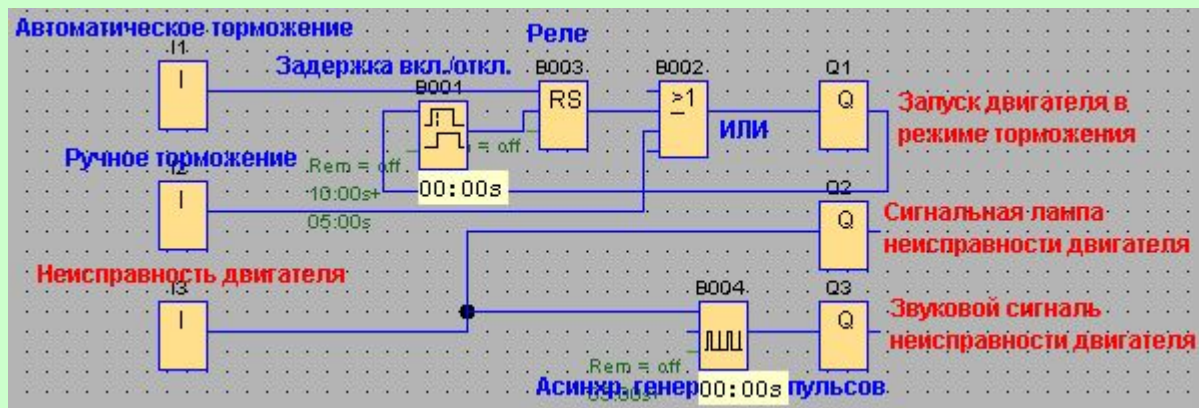 Автоматическое торможение
Реле
I1
I
Задержка вкл./откл.
B001
B003
RS
B002
>1
Q1
Q
Запуск двигателя в
режиме торможения
ИЛИ
= off
Ручное торможение
Rem = off
10:00s+
05:00s
00:00s
I2
I
Q2
Q
Сигнальная лампа
неисправности двигателя
Неисправность двигателя
I3
I
B004
Q3
Q
Звуковой сигналь
неисправности двигателя
Rem = off
Асинхр. генер
00:00s
пульсов